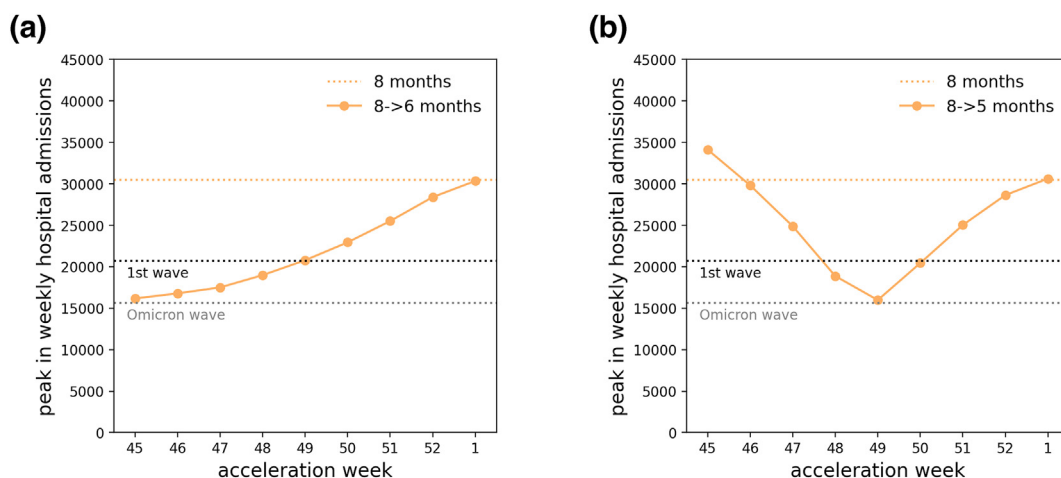 (a)
peak in weekly hospital admissions
45000
40000
35000
30000
25000
20000
15000
10000
5000
0
8 months
8->6 months
1st wave
Omicron wave
45 46 47 48 49 50 51 52 1
acceleration week
(b)
peak in weekly hospital admissions
45000
40000
35000
30000
25000
20000
15000
10000
5000
0
8 months
8->5 months
1st wave
Omicron wave
45 46 47 48 49 50 51 52 1
acceleration week